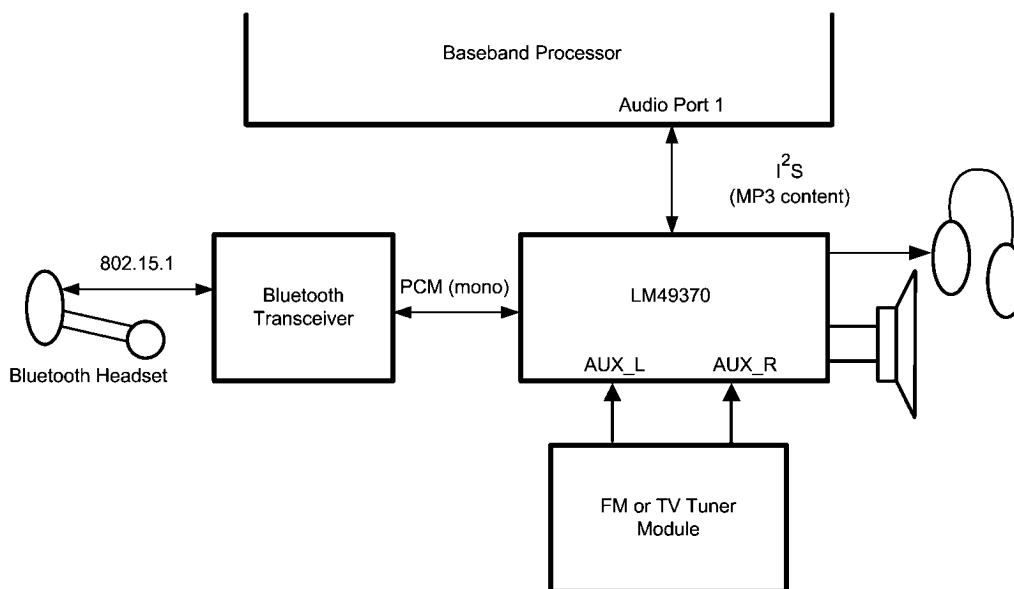 Baseband Processor
Audio Port 1
I²S
(MP3 content)
802.15.1
Bluetooth
Transceiver
PCM (mono)
LM49370
Bluetooth Headset
AUX_L
AUX_R
FM or TV Tuner
Module